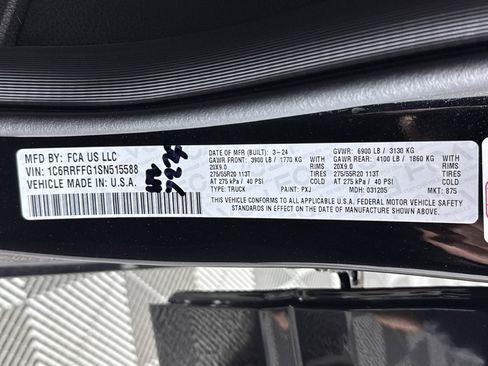 MFD BY: FCA US LLC
VIN: 1C6RRFFG1SN515588
VEHICLE MADE IN U.S.A.
DATE OF MFR (BUILT): 3-24 GVWR: 6900 LB / 3130 KG
GAWR FRONT: 3900 LB / 1770 KG GAWR REAR: 4100 LB / 1860 KG
20X9.0 RIMS 20X9.0 RIMS
275/55R20 113T TIRES 275/55R20 113T TIRES
AT 275 kPa / 40 PSI COLD AT 275 kPa / 40 PSI COLD
TYPE: TRUCK PAINT: PXJ MDH: 031205 MKT: 875
THIS VEHICLE CONFORMS TO ALL APPLICABLE U.S.A. FEDERAL MOTOR VEHICLE SAFETY
STANDARDS IN EFFECT ON THE DATE OF MANUFACTURE SHOWN ABOVE